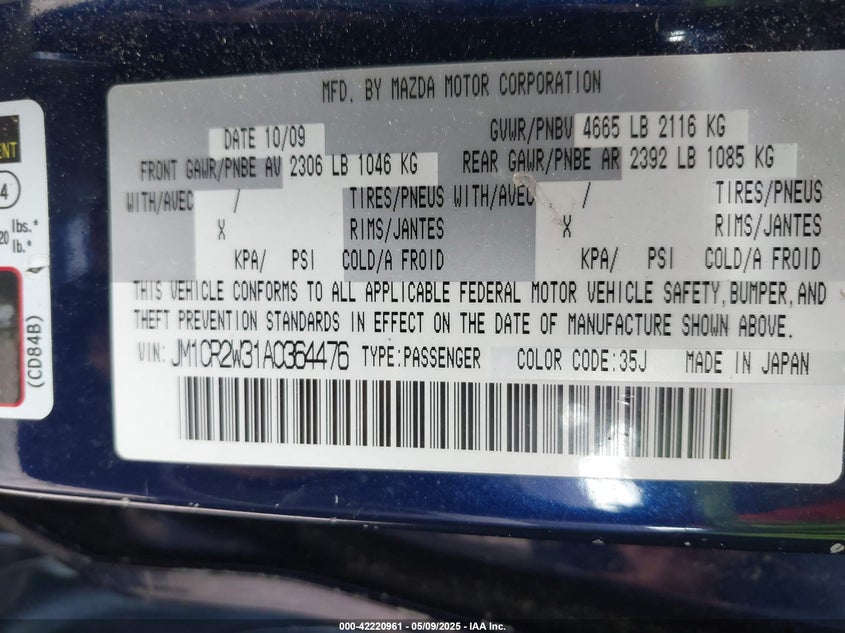 MFD. BY MAZDA MOTOR CORPORATION
DATE 10/09
GVWR/PNBV 4665 LB 2116 KG
FRONT GAWR/PNBE AV 2306 LB 1046 KG
REAR GAWR/PNBE AR 2392 LB 1085 KG
WITH/AVEC / TIRES/PNEUS WITH/AVEC / TIRES/PNEUS
X RIMS/JANTES X RIMS/JANTES
KPA/ PSI COLD/A FROID KPA/ PSI COLD/A FROID
THIS VEHICLE CONFORMS TO ALL APPLICABLE FEDERAL MOTOR VEHICLE SAFETY, BUMPER, AND
THEFT PREVENTION STANDARDS IN EFFECT ON THE DATE OF MANUFACTURE SHOWN ABOVE.
VIN: JM1CR2W31A0364476 TYPE:PASSENGER COLOR CODE:35J MADE IN JAPAN
4
lbs.*
20 lb.*
(CD84B)
000-42220961 - 05/09/2025 - IAA Inc.